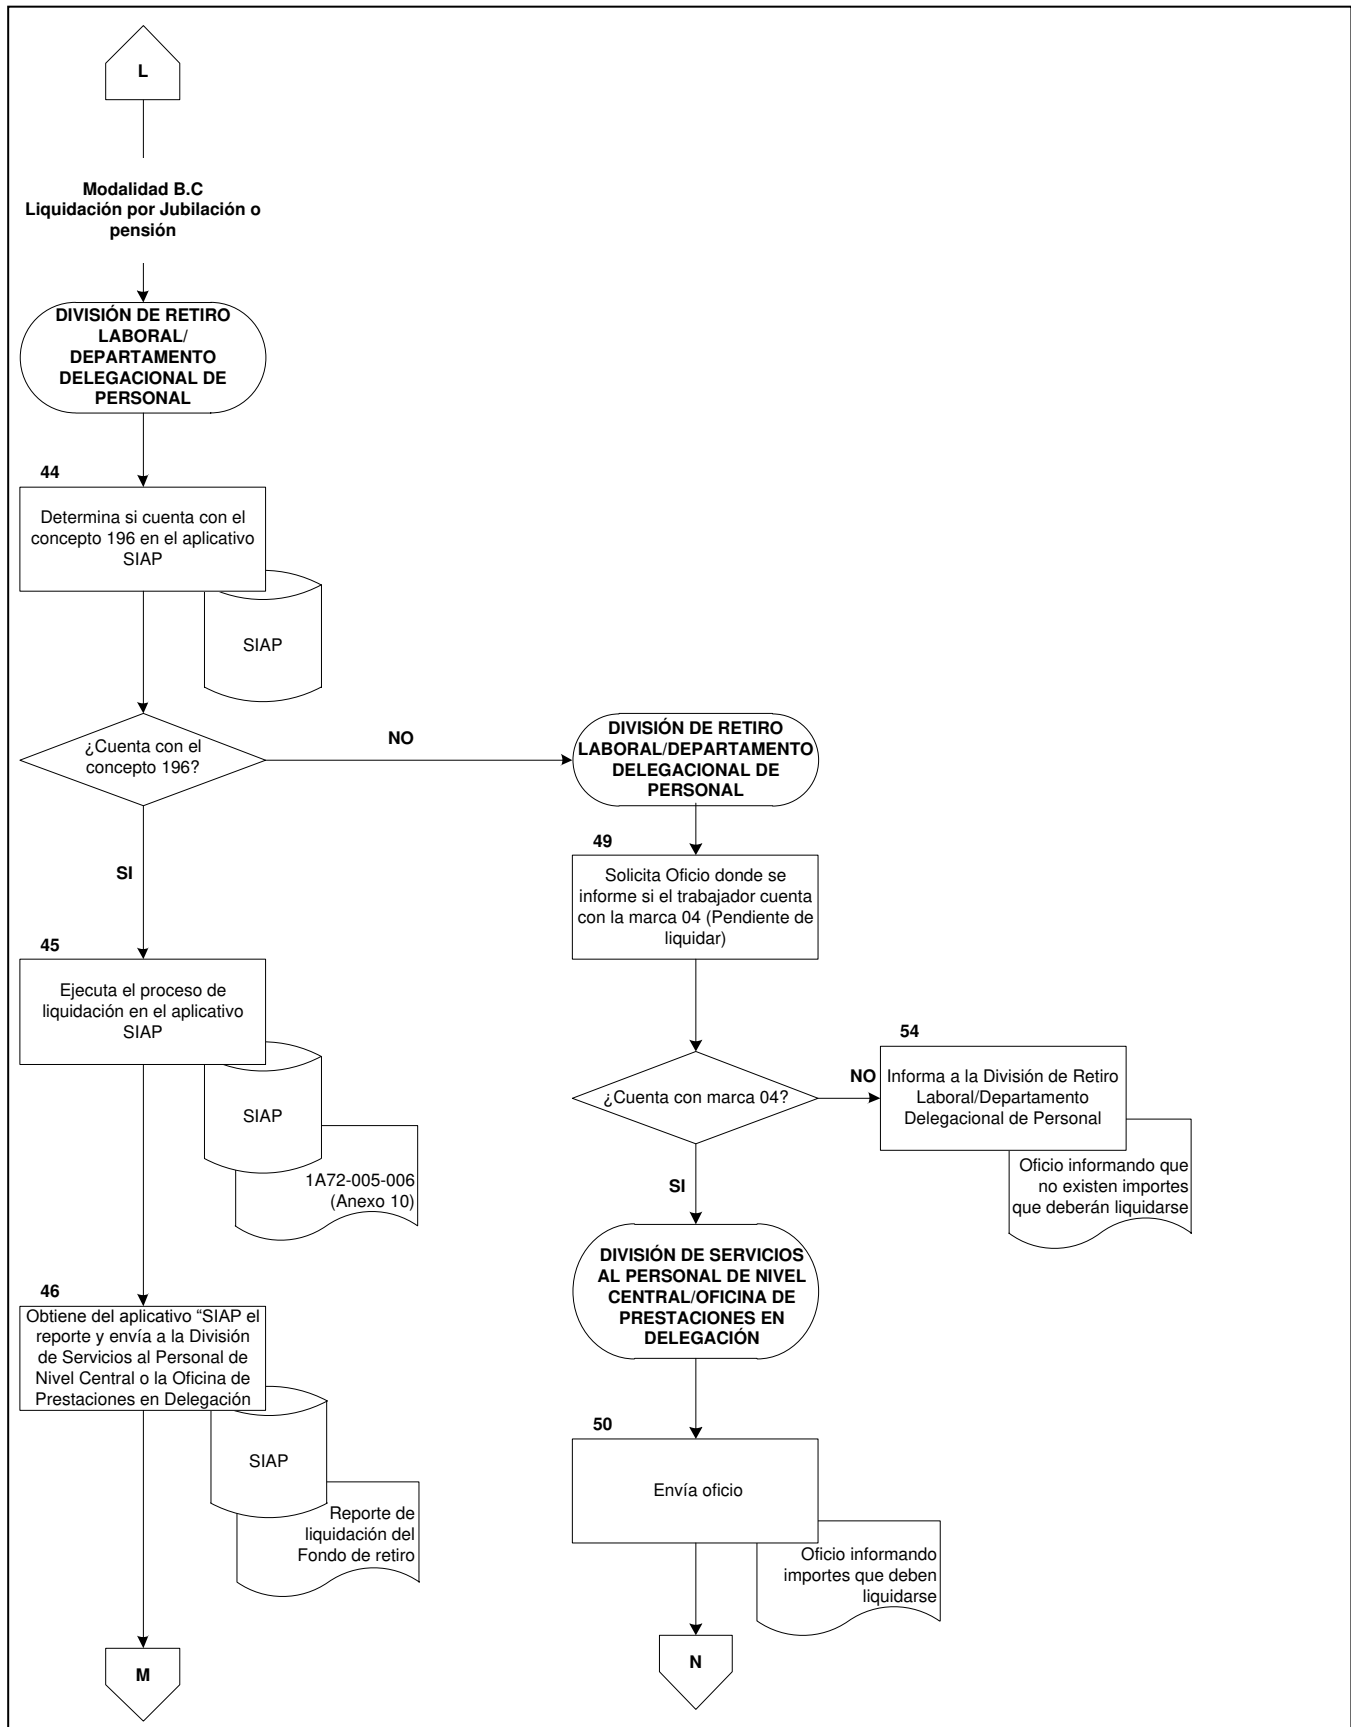 L
Modalidad B.C
Liquidación por Jubilación o
pensión
DIVISIÓN DE RETIRO
LABORAL/
DEPARTAMENTO
DELEGACIONAL DE
PERSONAL
44
Determina si cuenta con el
concepto 196 en el aplicativo
SIAP
SIAP
¿Cuenta con el
concepto 196?
NO
SI
DIVISIÓN DE RETIRO
LABORAL/DEPARTAMENTO
DELEGACIONAL DE
PERSONAL
49
Solicita Oficio donde se
informe si el trabajador cuenta
con la marca 04 (Pendiente de
liquidar)
45
Ejecuta el proceso de
liquidación en el aplicativo
SIAP
SIAP
1A72-005-006
(Anexo 10)
¿Cuenta con marca 04?
NO
54
Informa a la División de Retiro
Laboral/Departamento
Delegacional de Personal
Oficio informando que
no existen importes
que deberán liquidarse
SI
DIVISIÓN DE SERVICIOS
AL PERSONAL DE NIVEL
CENTRAL/OFICINA DE
PRESTACIONES EN
DELEGACIÓN
46
Obtiene del aplicativo “SIAP el
reporte y envía a la División
de Servicios al Personal de
Nivel Central o la Oficina de
Prestaciones en Delegación
SIAP
Reporte de
liquidación del
Fondo de retiro
50
Envía oficio
Oficio informando
importes que deben
liquidarse
M
N